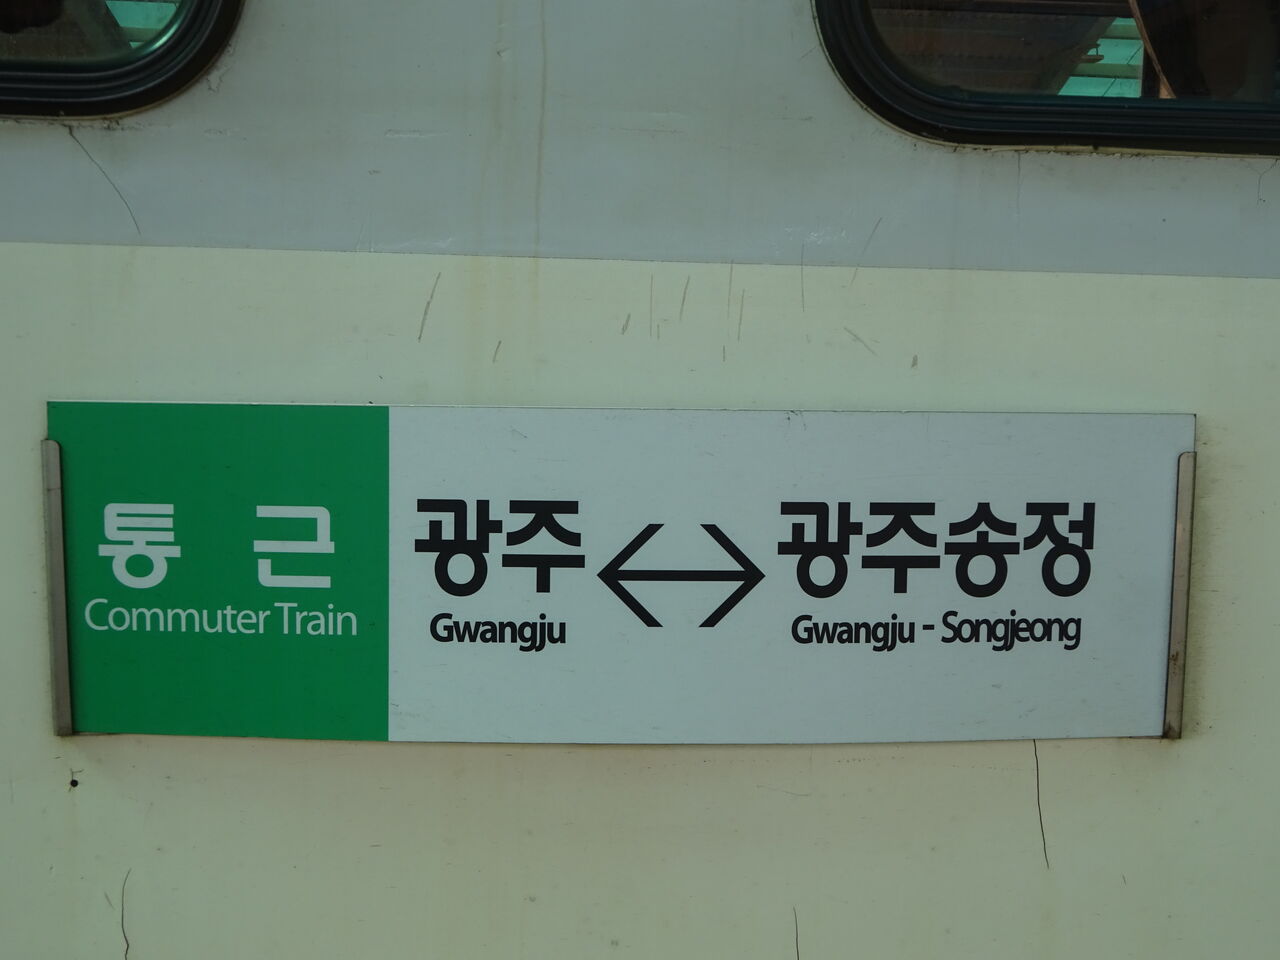 통 근
Commuter Train
광주 ↔ 광주송정
Gwangju Gwangju - Songjeong